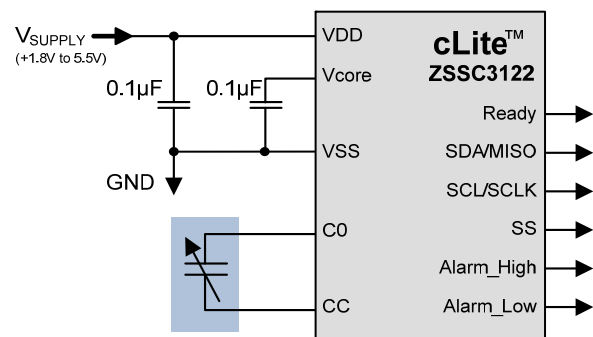 VSUPPLY
(+1.8V to 5.5V)
0.1µF
0.1µF
GND
VDD
Vcore
VSS
C0
CC
cLite™
ZSSC3122
Ready
SDA/MISO
SCL/SCLK
SS
Alarm_High
Alarm_Low